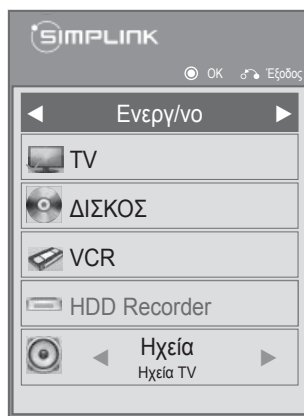 SIMPLINK
OK Έξοδος
Ενεργ/νο
TV
ΔΙΣΚΟΣ
VCR
HDD Recorder
Ηχεία
Ηχεία TV